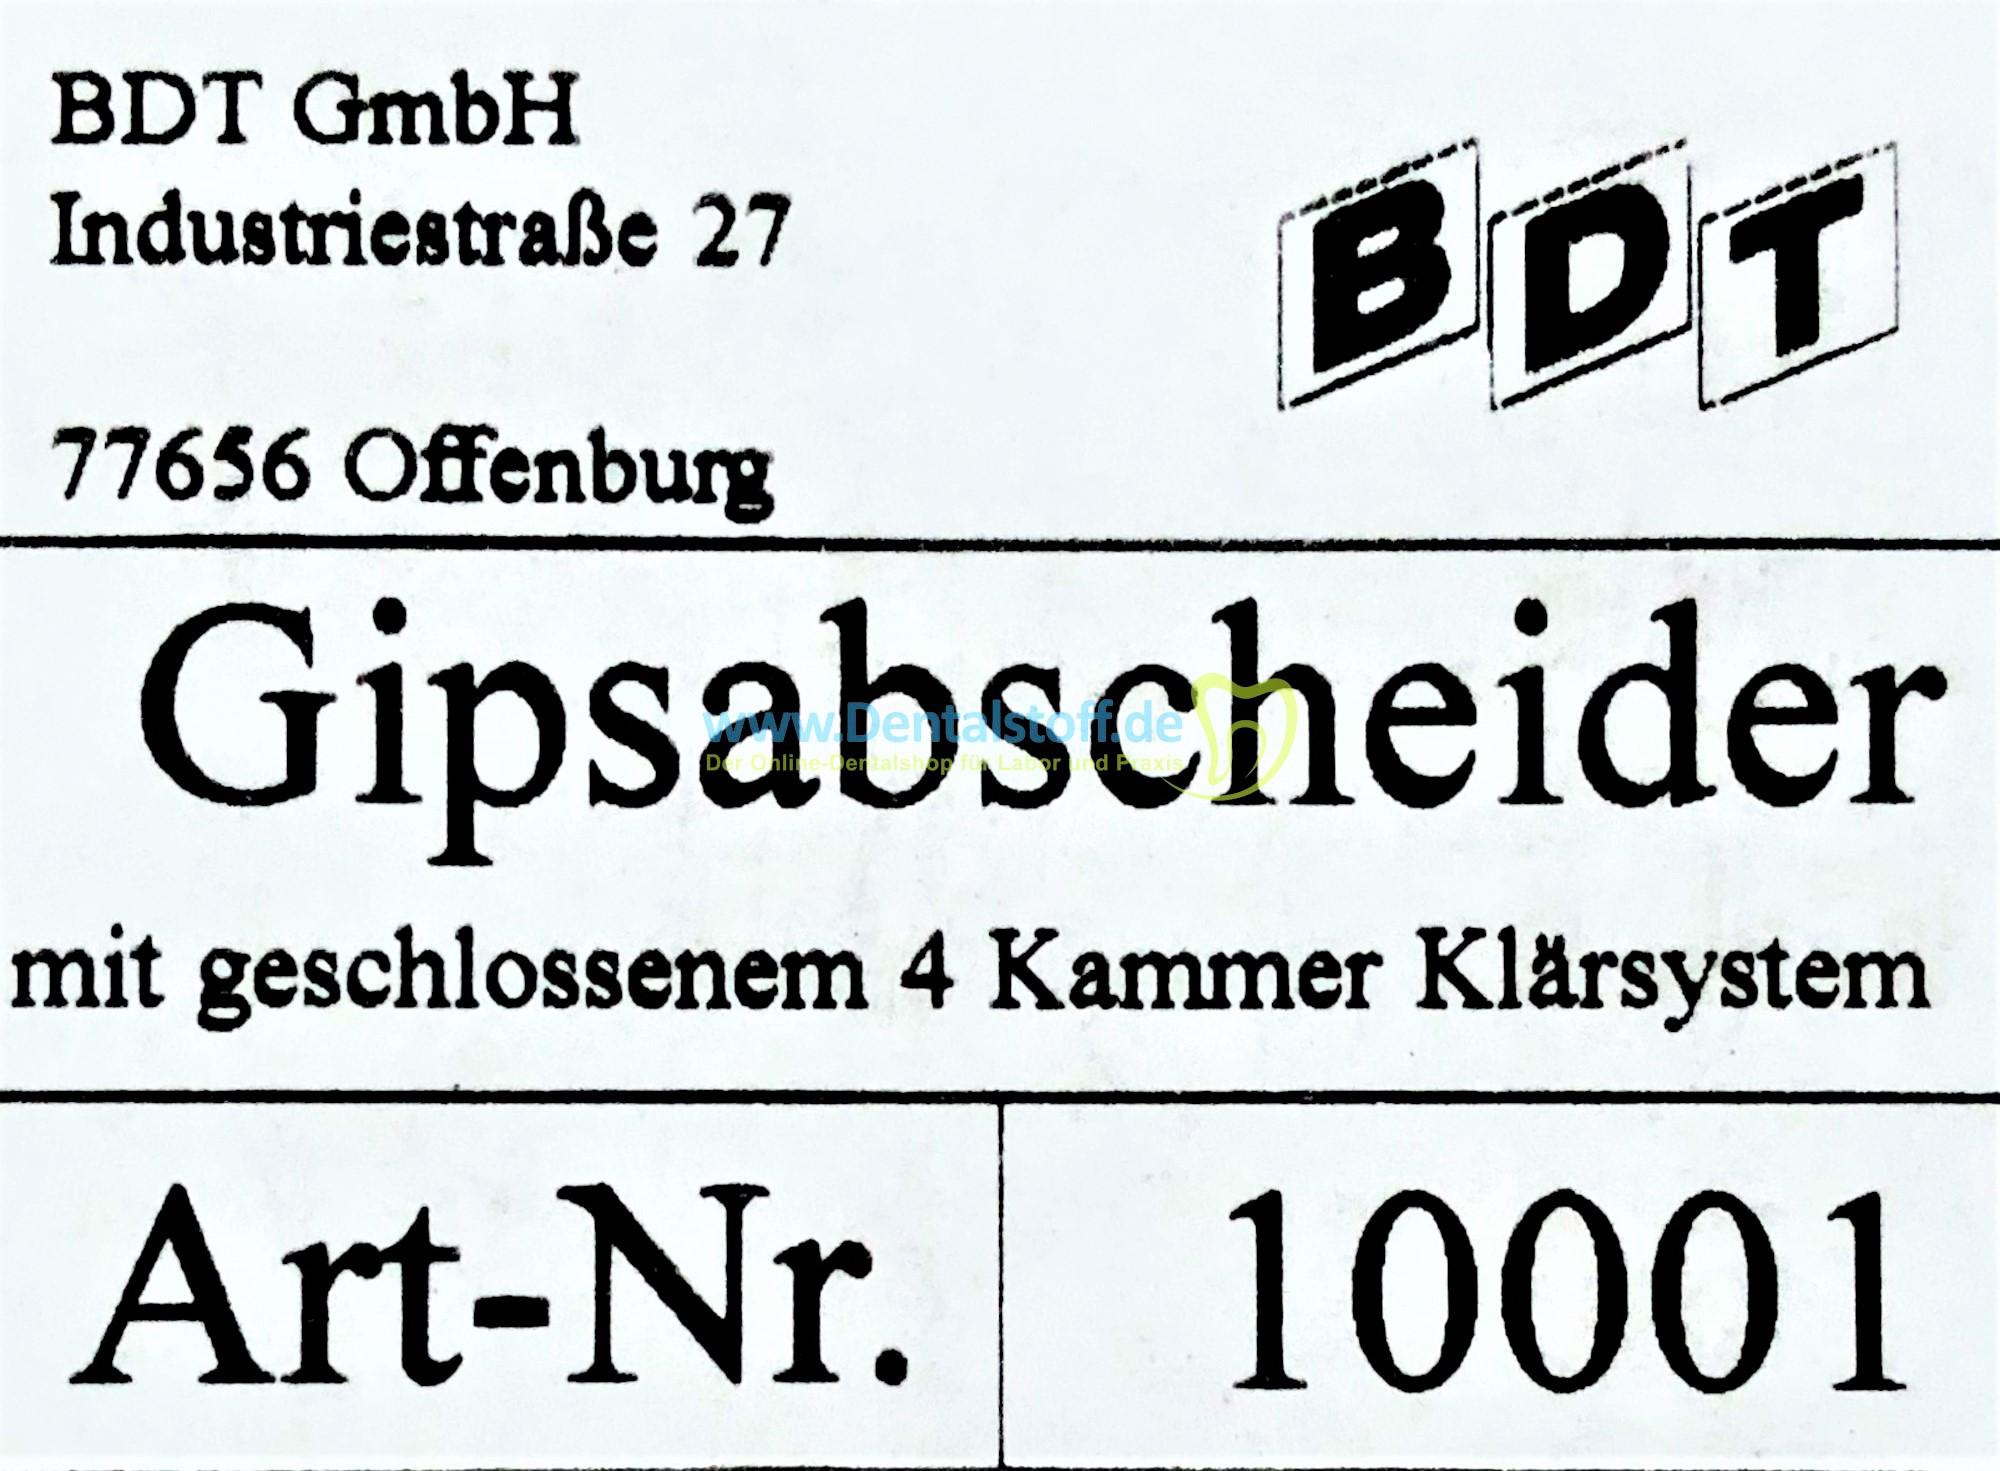 BDT GmbH
Industriestraße 27
BDT
77656 Offenburg
Gipsabscheider
www.Dentalstoff.de
Der Online-Dentalshop für Labor und Praxis
mit geschlossenem 4 Kammer Klärsystem
Art-Nr. 10001